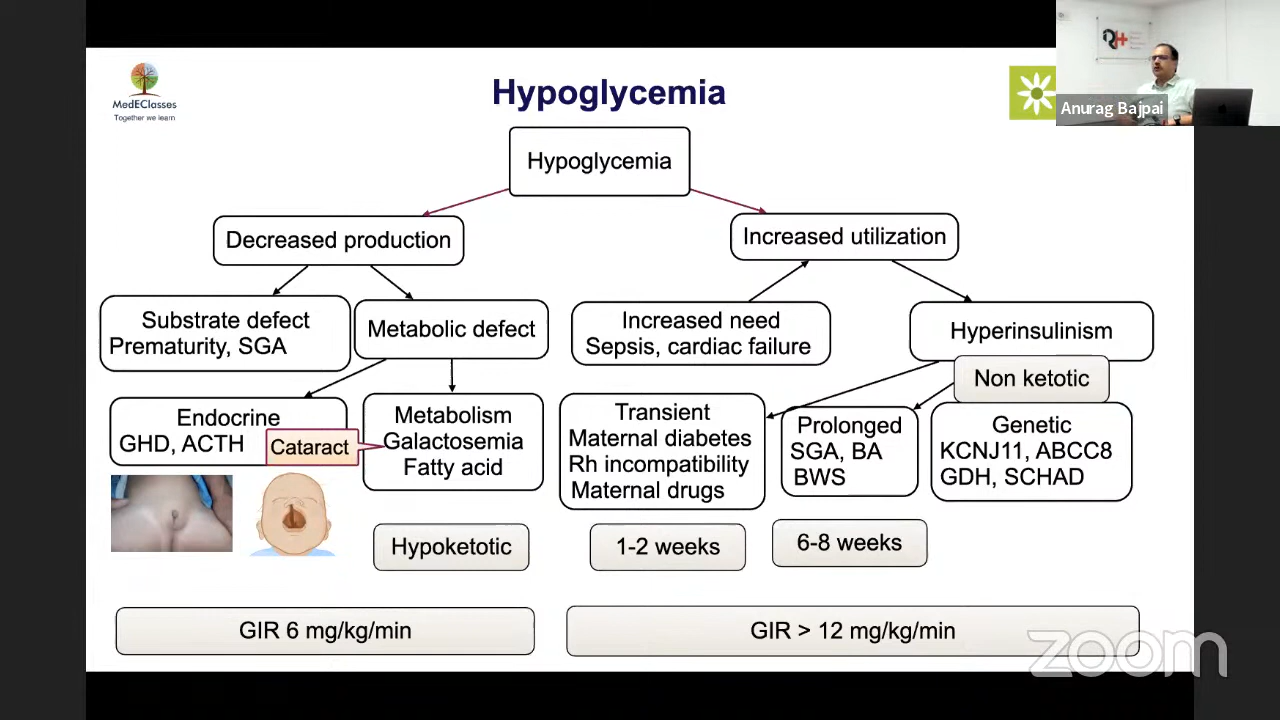 MedEClasses
Together we learn
Hypoglycemia
Anurag Bajpai
Hypoglycemia
Decreased production
Increased utilization
Substrate defect
Prematurity, SGA
Metabolic defect
Increased need
Sepsis, cardiac failure
Hyperinsulinism
Non ketotic
Endocrine
GHD, ACTH
Cataract
Metabolism
Galactosemia
Fatty acid
Transient
Maternal diabetes
Rh incompatibility
Maternal drugs
Prolonged
SGA, BA
BWS
Genetic
KCNJ11, ABCC8
GDH, SCHAD
Hypoketotic
1-2 weeks
6-8 weeks
GIR 6 mg/kg/min
GIR > 12 mg/kg/min
zoom